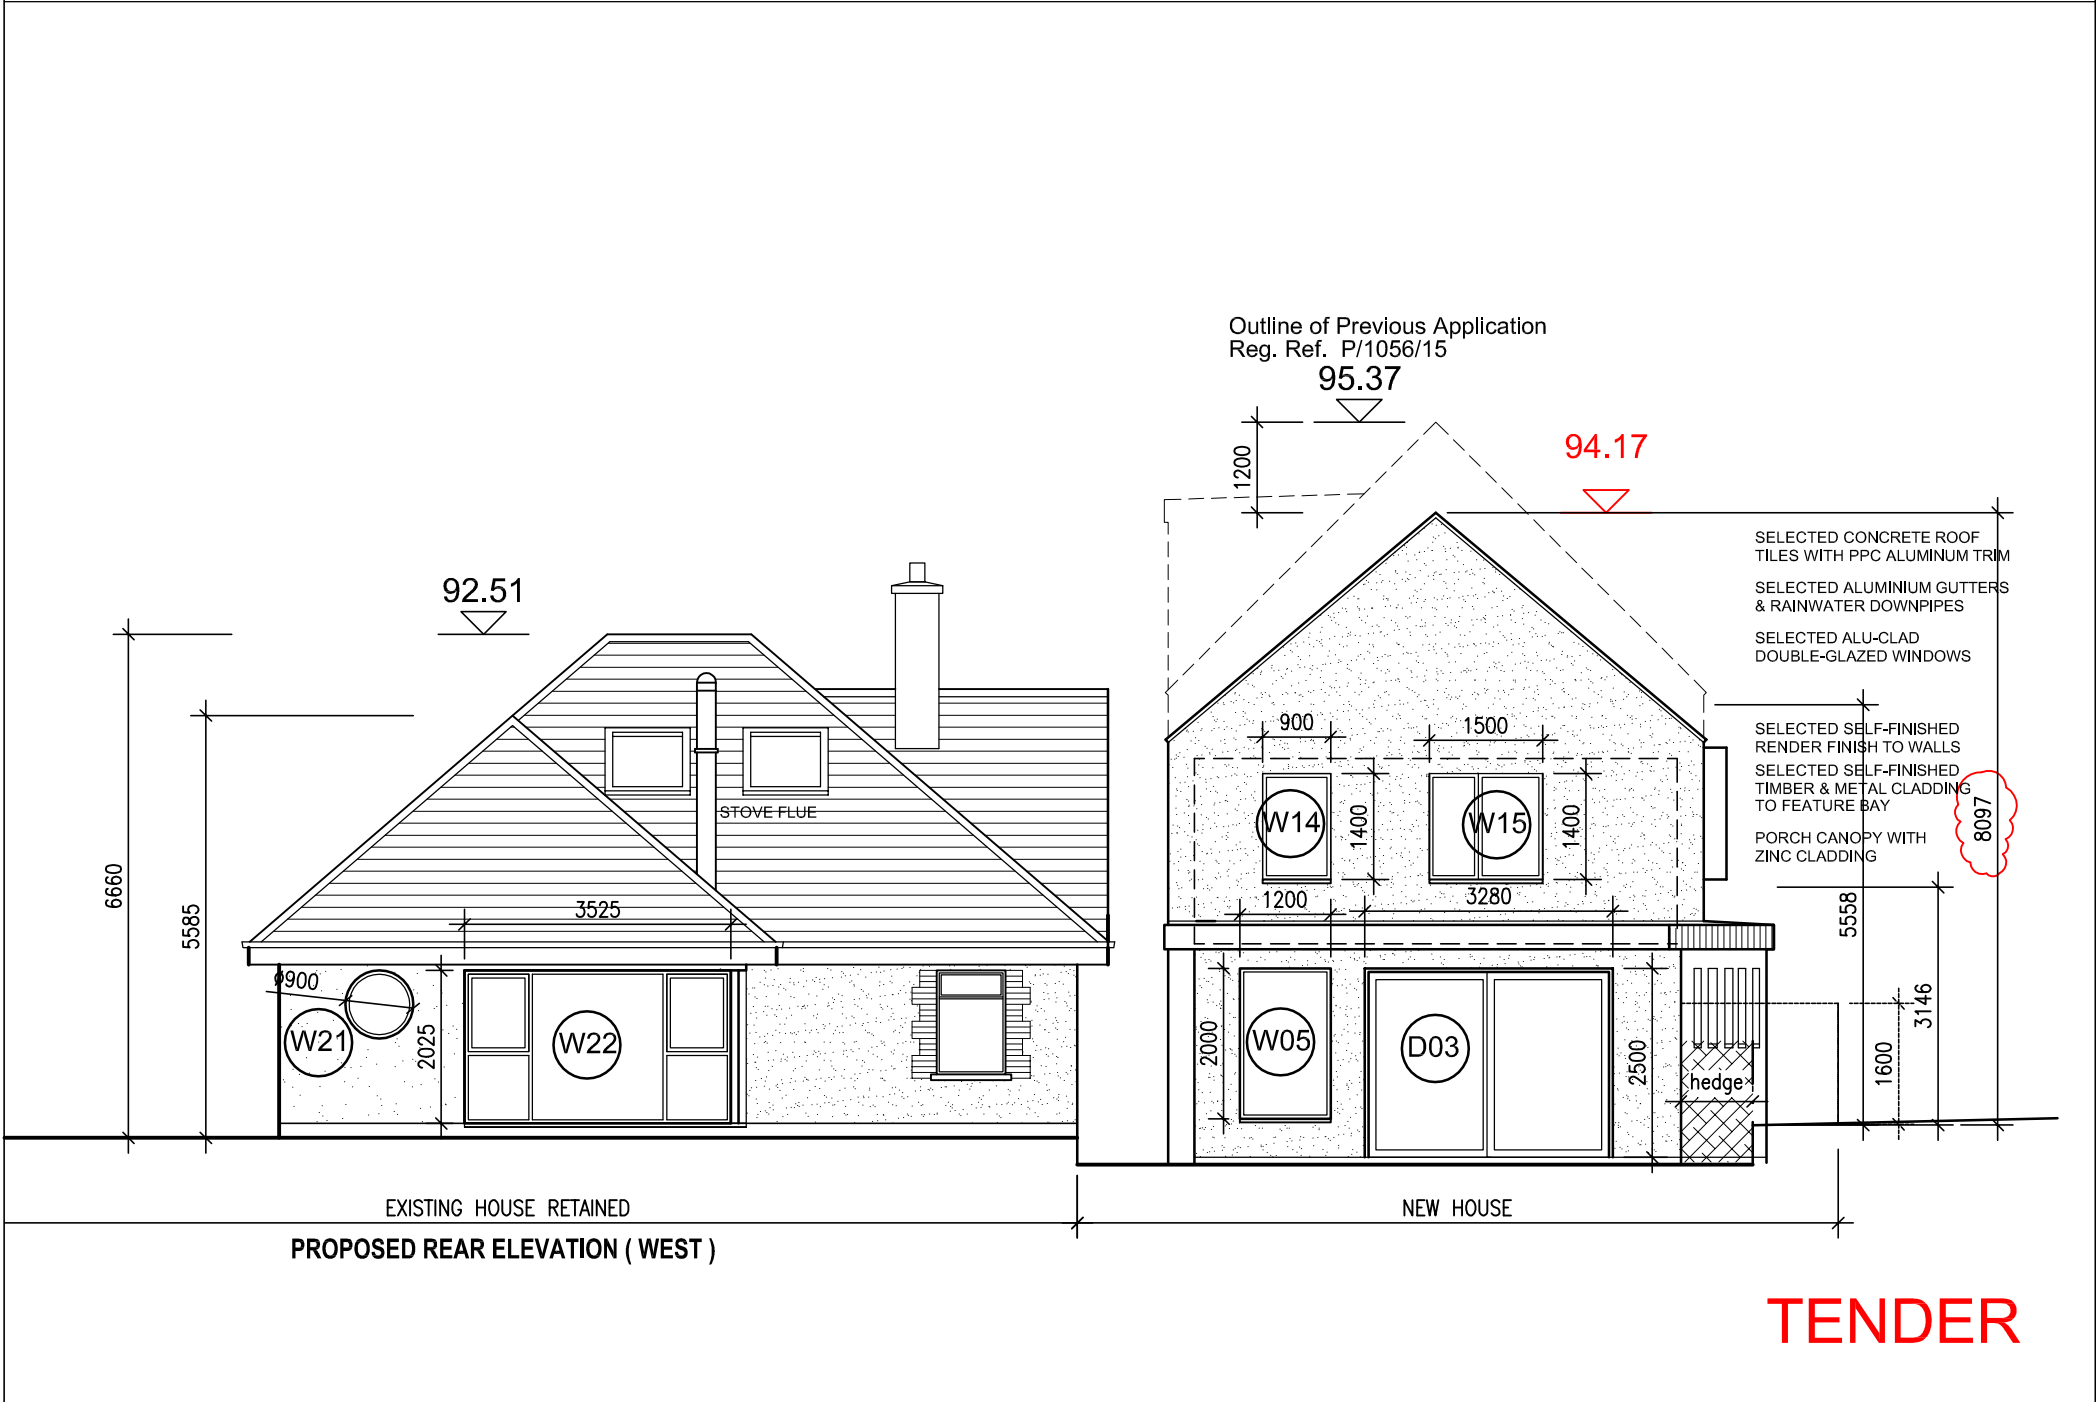 Outline of Previous Application
Reg. Ref. P/1056/15
95.37
94.17
1200
SELECTED CONCRETE ROOF
TILES WITH PPC ALUMINUM TRIM
SELECTED ALUMINIUM GUTTERS
& RAINWATER DOWNPIPES
SELECTED ALU-CLAD
DOUBLE-GLAZED WINDOWS
SELECTED SELF-FINISHED
RENDER FINISH TO WALLS
SELECTED SELF-FINISHED
TIMBER & METAL CLADDING
TO FEATURE BAY
PORCH CANOPY WITH
ZINC CLADDING
92.51
6660
5585
STOVE FLUE
3525
ø900
W21
2025
W22
900
1500
W14
1400
W15
1400
1200
3280
2000
W05
D03
2500
hedge
8097
5558
3146
1600
EXISTING HOUSE RETAINED
NEW HOUSE
PROPOSED REAR ELEVATION ( WEST )
TENDER